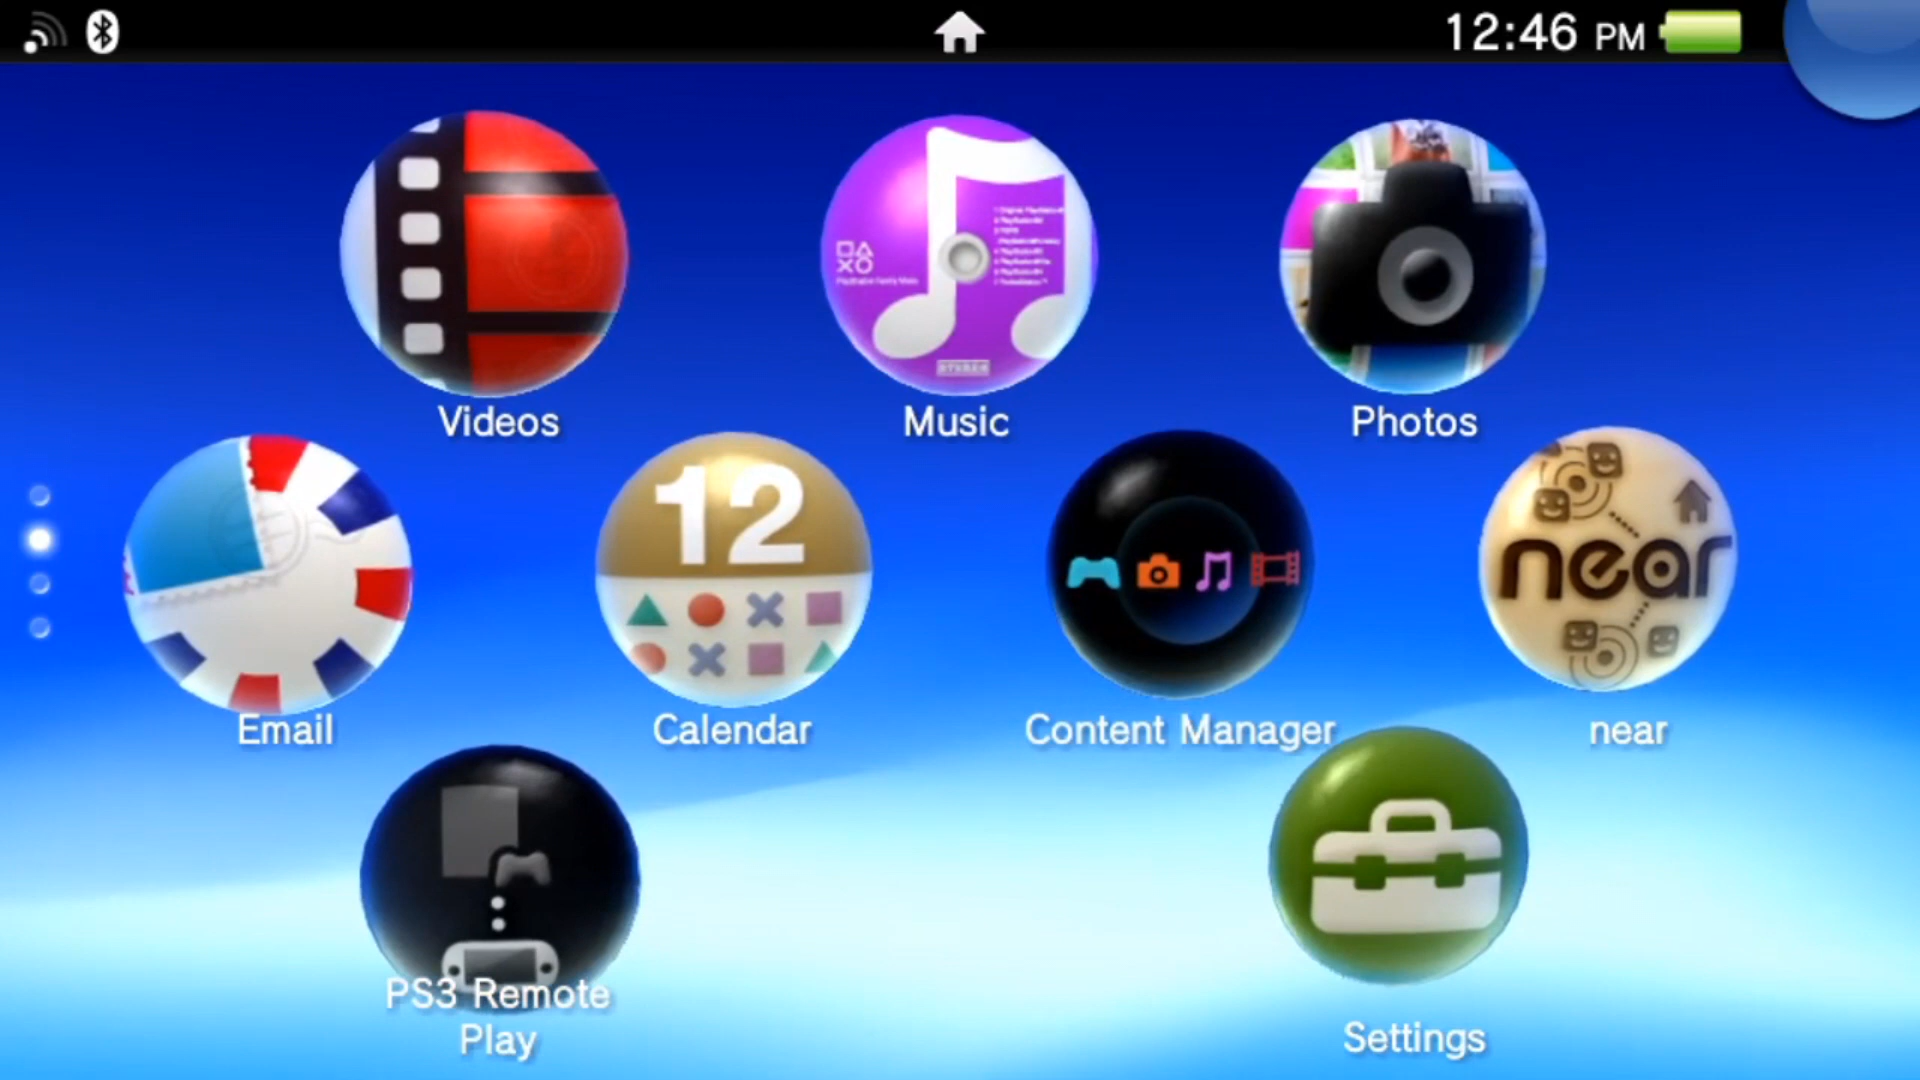 12:46 PM
Videos
Music
Photos
12
near
Email
Calendar
Content Manager
near
PS3 Remote
Play
Settings